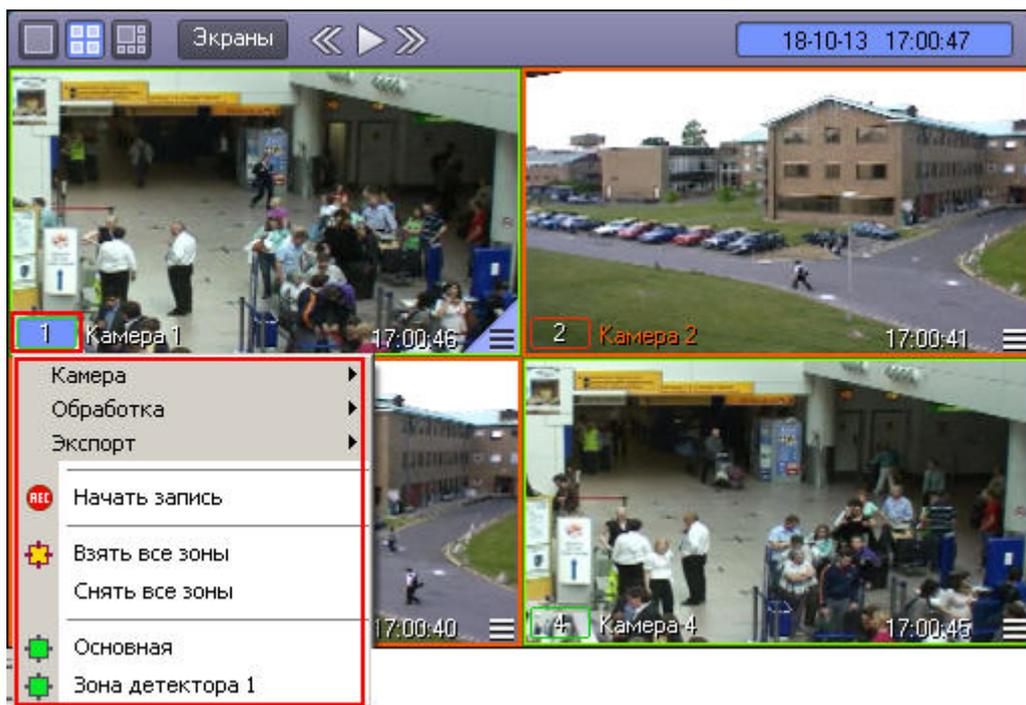 Экраны
18-10-13 17:00:47
1 Камера 1 17:00:46
2 Камера 2 17:00:41
Камера
Обработка
Экспорт
REC Начать запись
Взять все зоны
Снять все зоны
Основная
Зона детектора 1
17:00:40
4 Камера 4 17:00:45